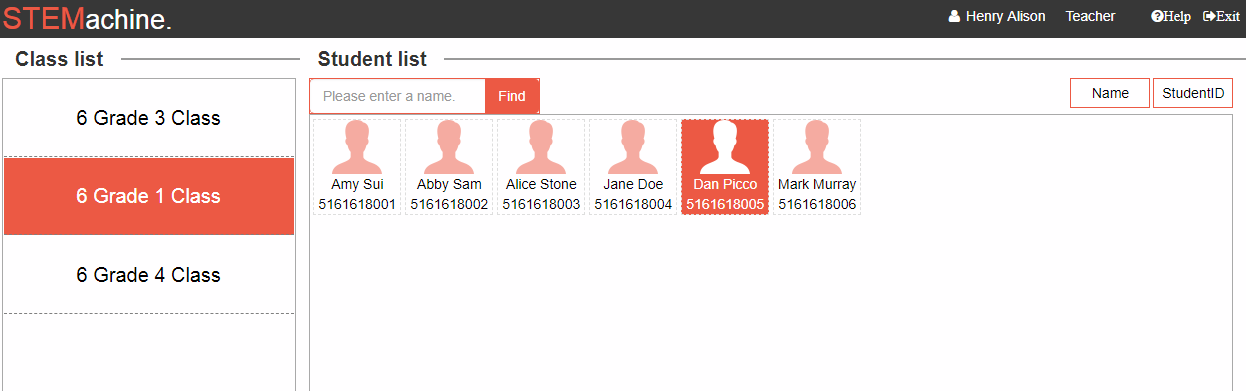 STEMachine.
Henry Alison Teacher Help Exit
Class list
Student list
Please enter a name. Find
Name StudentID
6 Grade 3 Class
6 Grade 1 Class
6 Grade 4 Class
Amy Sui Abby Sam Alice Stone Jane Doe Dan Picco Mark Murray
5161618001 5161618002 5161618003 5161618004 5161618005 5161618006